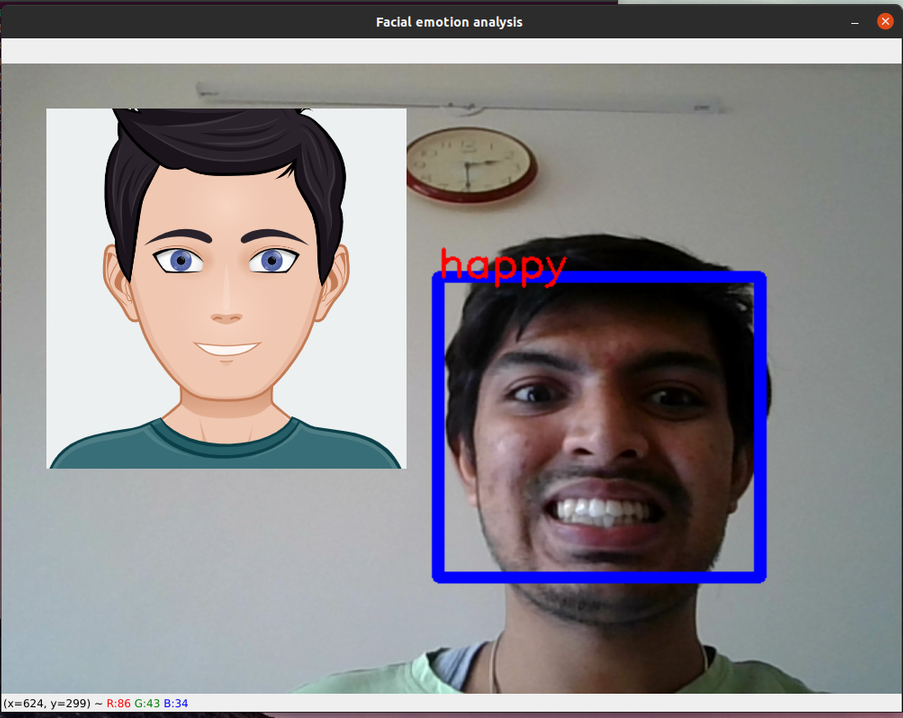 Facial emotion analysis
happy
(x=624, y=299) ~ R:86 G:43 B:34